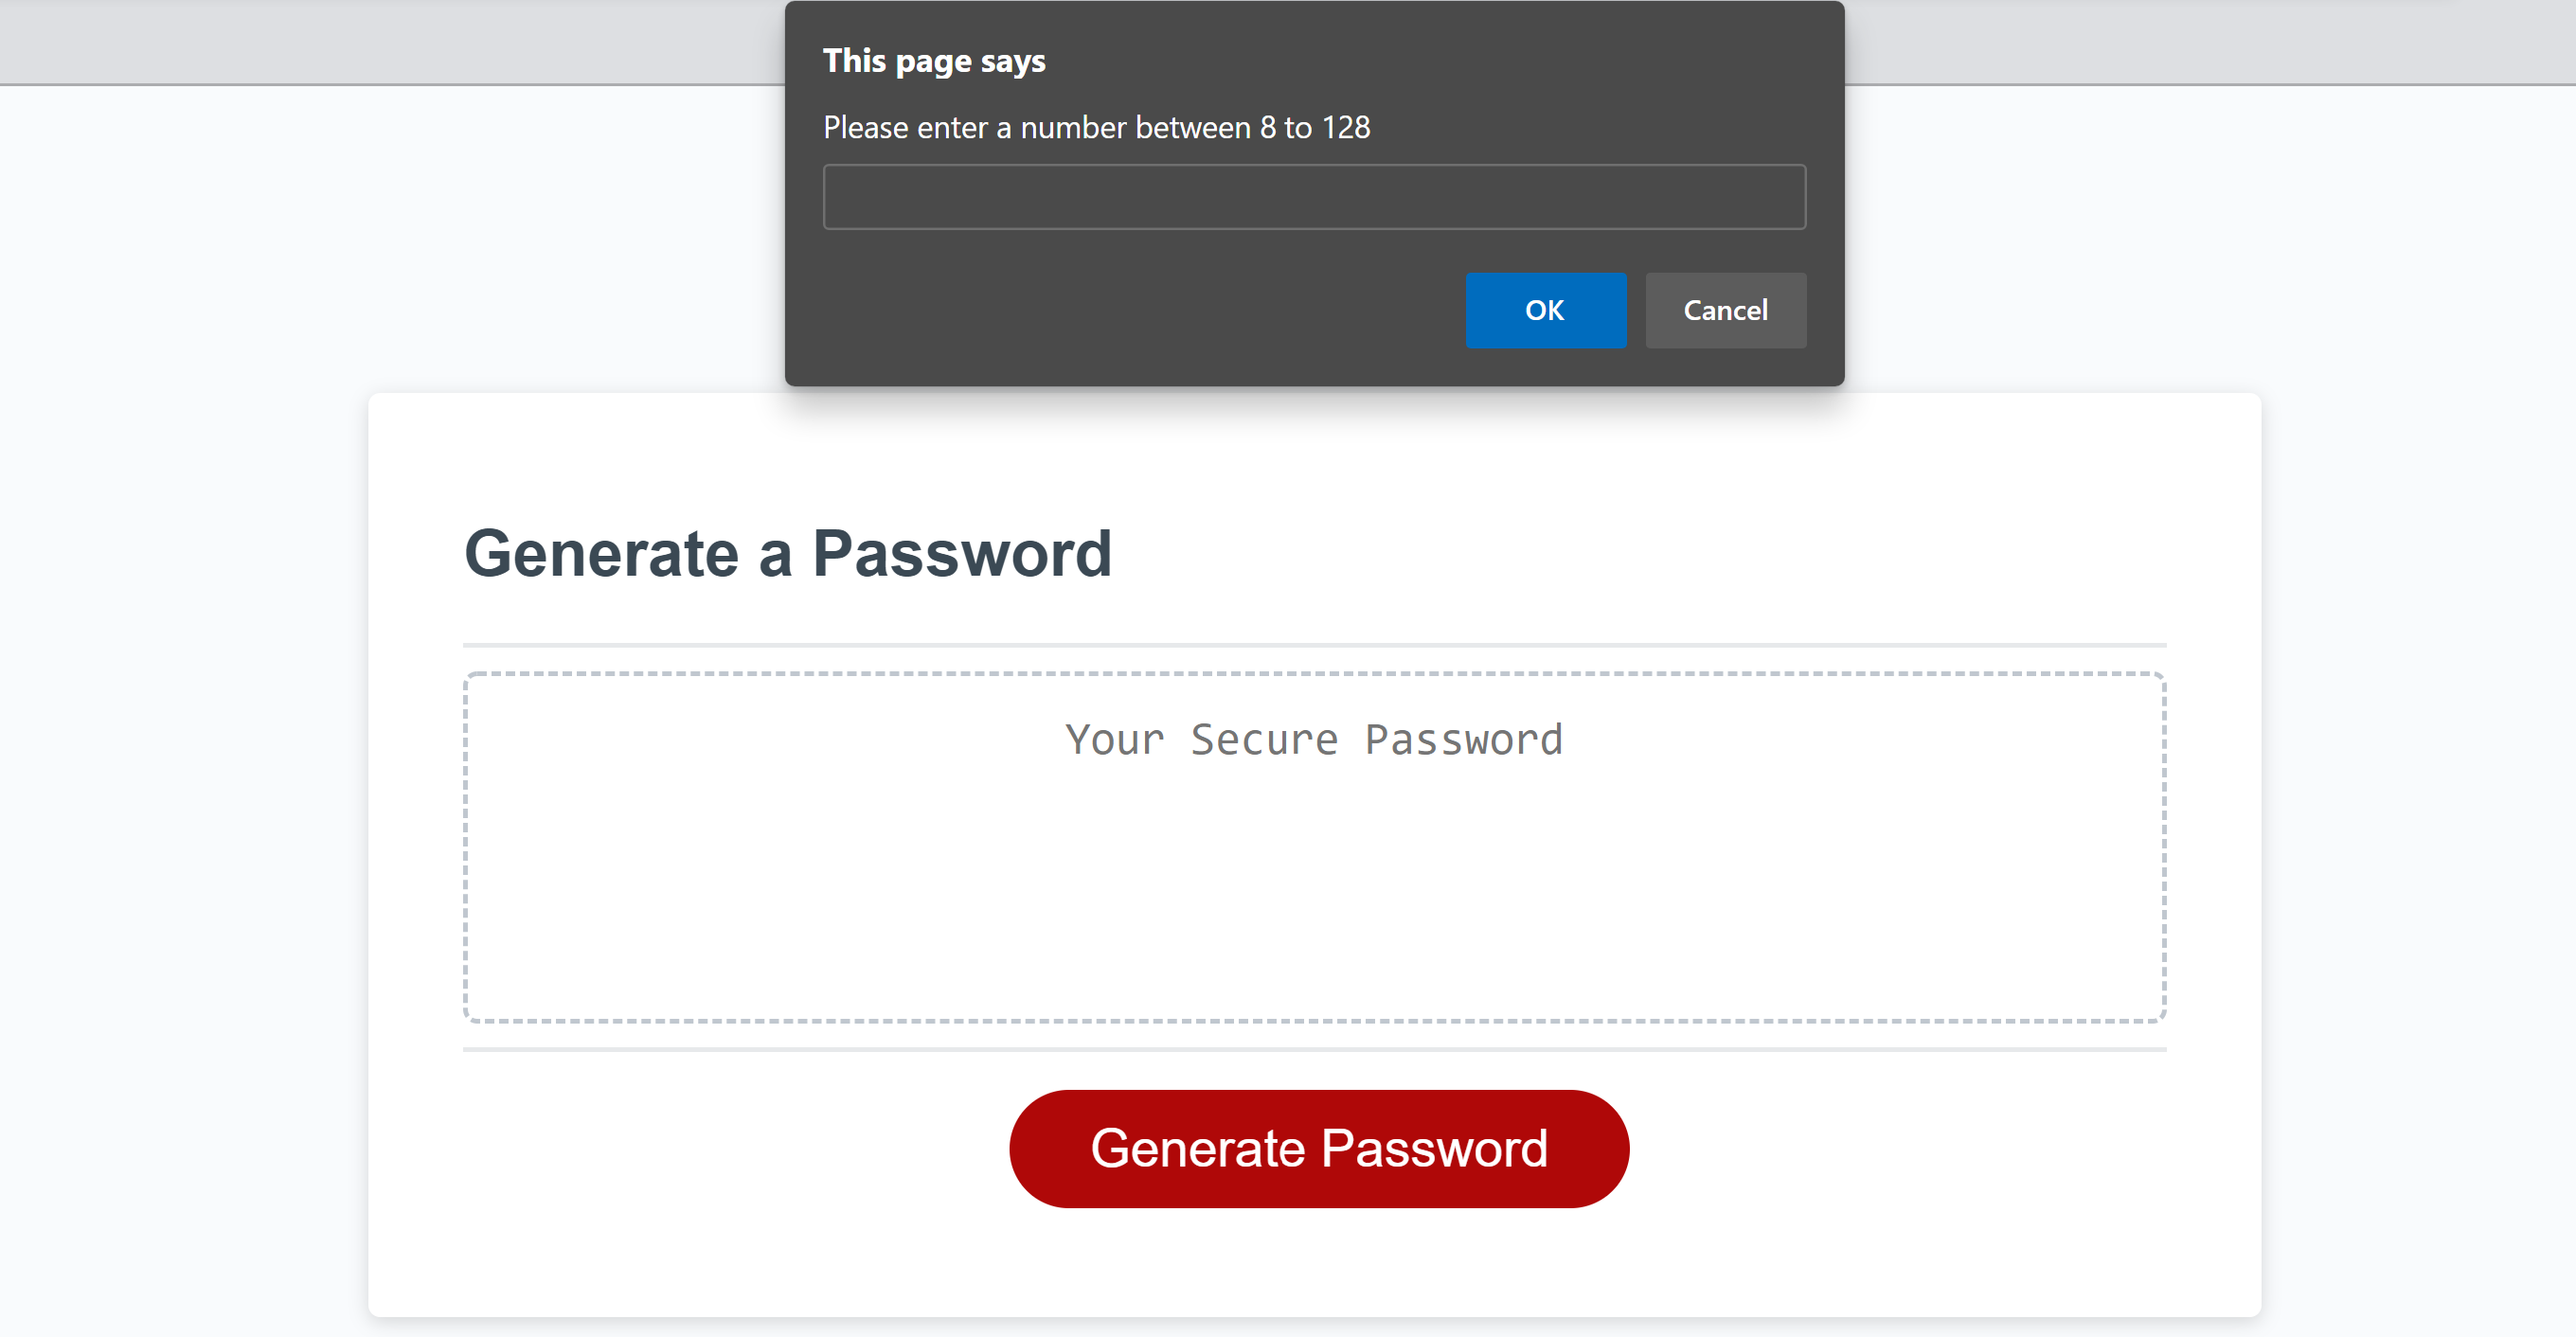 This page says
Please enter a number between 8 to 128
OK Cancel
Generate a Password
Your Secure Password
Generate Password